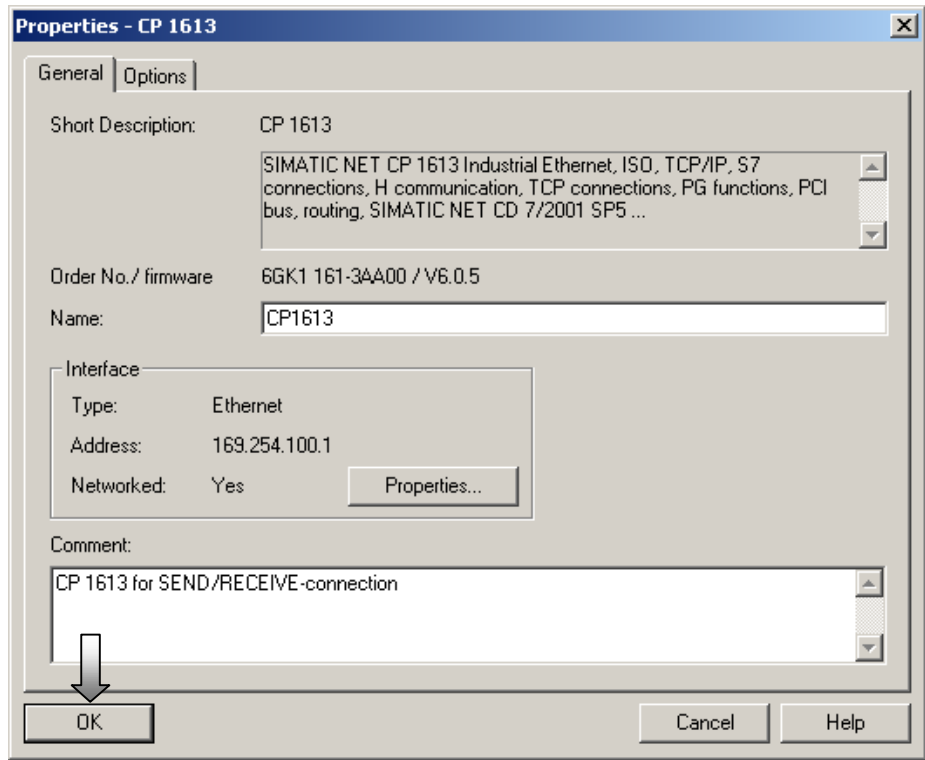 Properties - CP 1613
General Options
Short Description: CP 1613
SIMATIC NET CP 1613 Industrial Ethernet, ISO, TCP/IP, S7
connections, H communication, TCP connections, PG functions, PCI
bus, routing, SIMATIC NET CD 7/2001 SP5 ...
Order No./ firmware 6GK1 161-3AA00 / V6.0.5
Name: CP1613
Interface
Type: Ethernet
Address: 169.254.100.1
Networked: Yes Properties...
Comment:
CP 1613 for SEND/RECEIVE-connection
OK Cancel Help